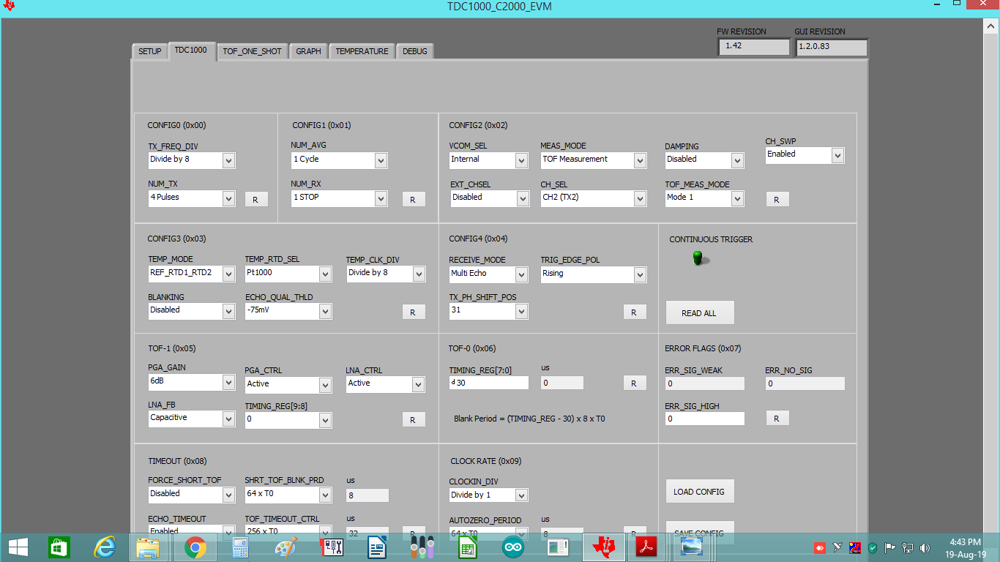 TDC1000_C2000_EVM
FW REVISION GUI REVISION
1.42 1.2.0.83
SETUP TDC1000 TOF_ONE_SHOT GRAPH TEMPERATURE DEBUG
CONFIG0 (0x00)
TX_FREQ_DIV
Divide by 8
NUM_TX
4 Pulses R
CONFIG1 (0x01)
NUM_AVG
1 Cycle
NUM_RX
1 STOP R
CONFIG2 (0x02)
VCOM_SEL MEAS_MODE DAMPING CH_SWP
Internal TOF Measurement Disabled Enabled
EXT_CHSEL CH_SEL TOF_MEAS_MODE
Disabled CH2 (TX2) Mode 1 R
CONFIG3 (0x03)
TEMP_MODE TEMP_RTD_SEL TEMP_CLK_DIV
REF_RTD1_RTD2 Pt1000 Divide by 8
BLANKING ECHO_QUAL_THLD
Disabled -75mV R
CONFIG4 (0x04)
RECEIVE_MODE TRIG_EDGE_POL
Multi Echo Rising
TX_PH_SHIFT_POS
31 R
CONTINUOUS TRIGGER
READ ALL
TOF-1 (0x05)
PGA_GAIN PGA_CTRL LNA_CTRL
6dB Active Active
LNA_FB TIMING_REG[9:8]
Capacitive 0 R
TOF-0 (0x06)
TIMING_REG[7:0] us
d 30 0 R
Blank Period = (TIMING_REG - 30) x 8 x T0
ERROR FLAGS (0x07)
ERR_SIG_WEAK ERR_NO_SIG
0 0
ERR_SIG_HIGH
0 R
TIMEOUT (0x08)
FORCE_SHORT_TOF SHRT_TOF_BLNK_PRD us
Disabled 64 x T0 8
ECHO_TIMEOUT TOF_TIMEOUT_CTRL us
Enabled 256 x T0 32 R
CLOCK RATE (0x09)
CLOCKIN_DIV
Divide by 1
AUTOZERO_PERIOD us
64 x T0 8 R
LOAD CONFIG
SAVE CONFIG
4:43 PM
19-Aug-19